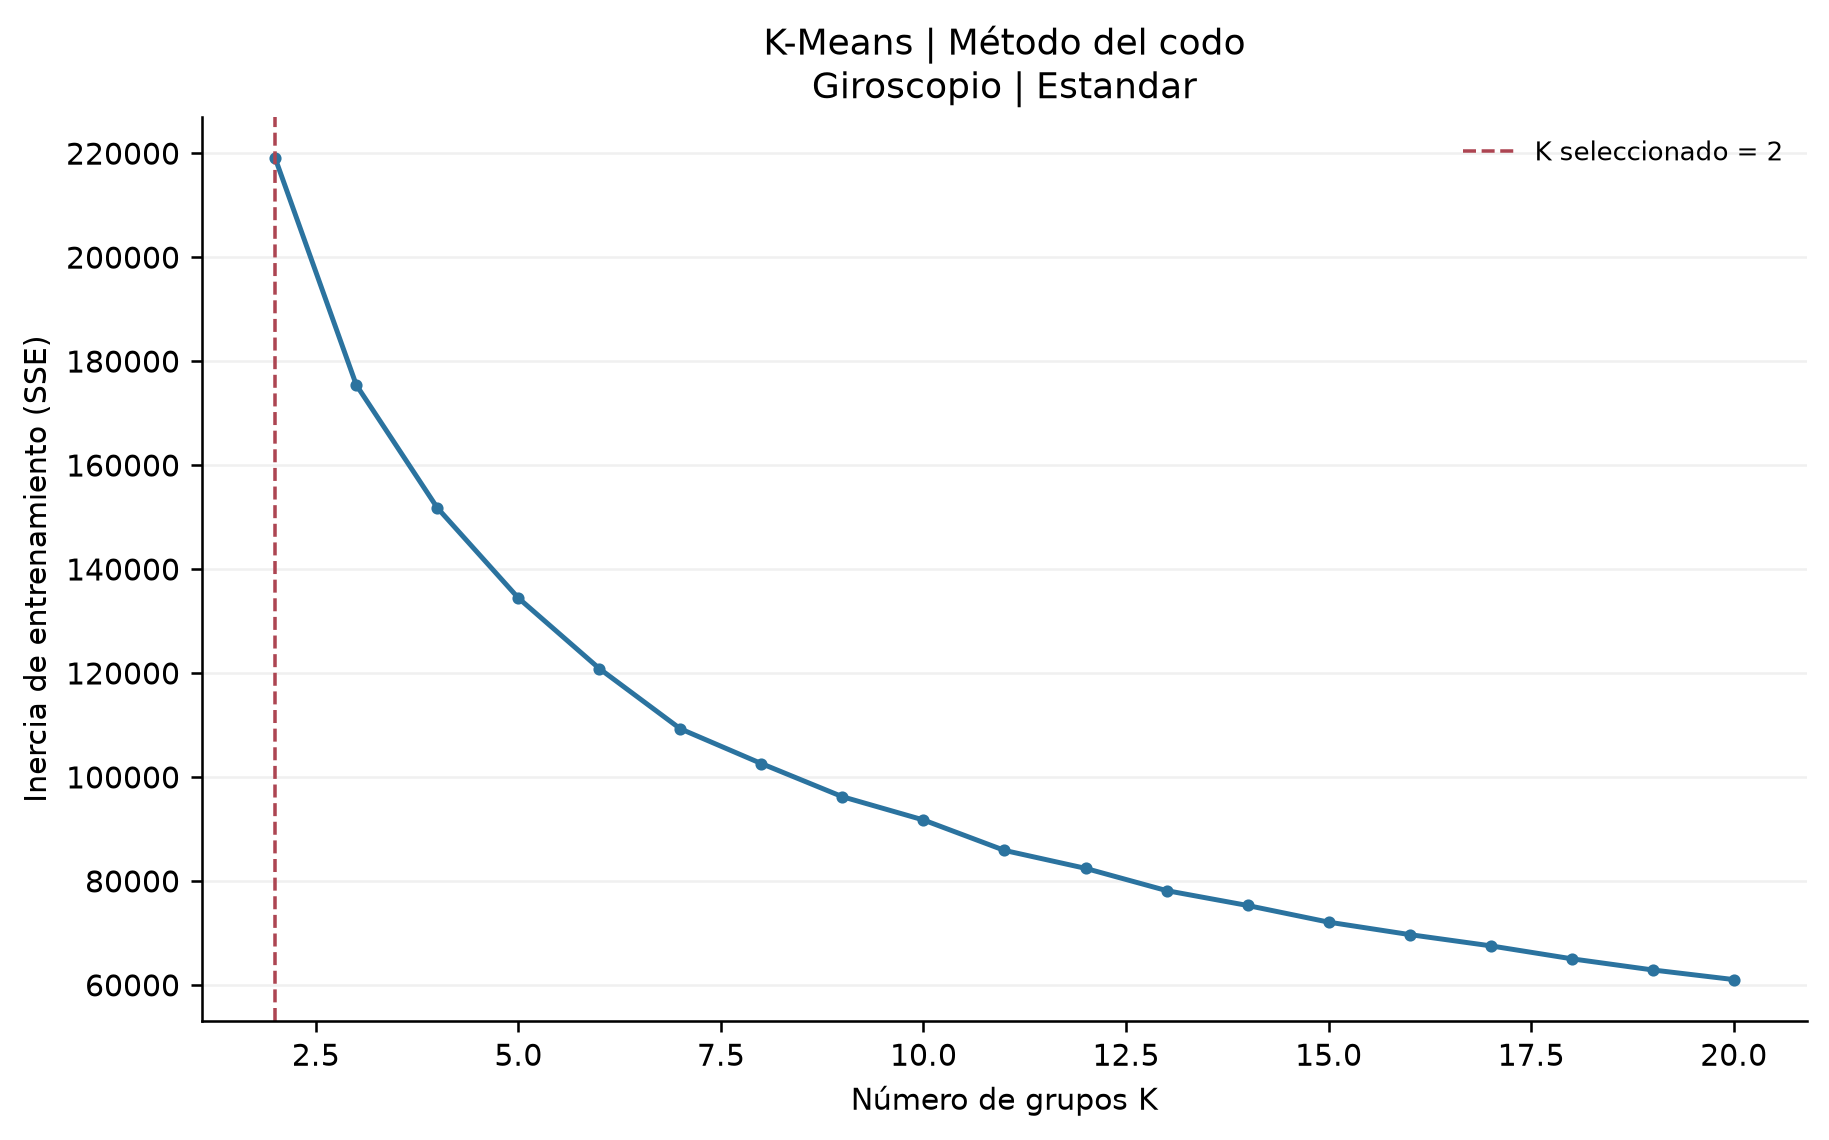 K-Means | Método del codo
Giroscopio | Estandar
K seleccionado = 2
Inercia de entrenamiento (SSE)
220000
200000
180000
160000
140000
120000
100000
80000
60000
2.5 5.0 7.5 10.0 12.5 15.0 17.5 20.0
Número de grupos K